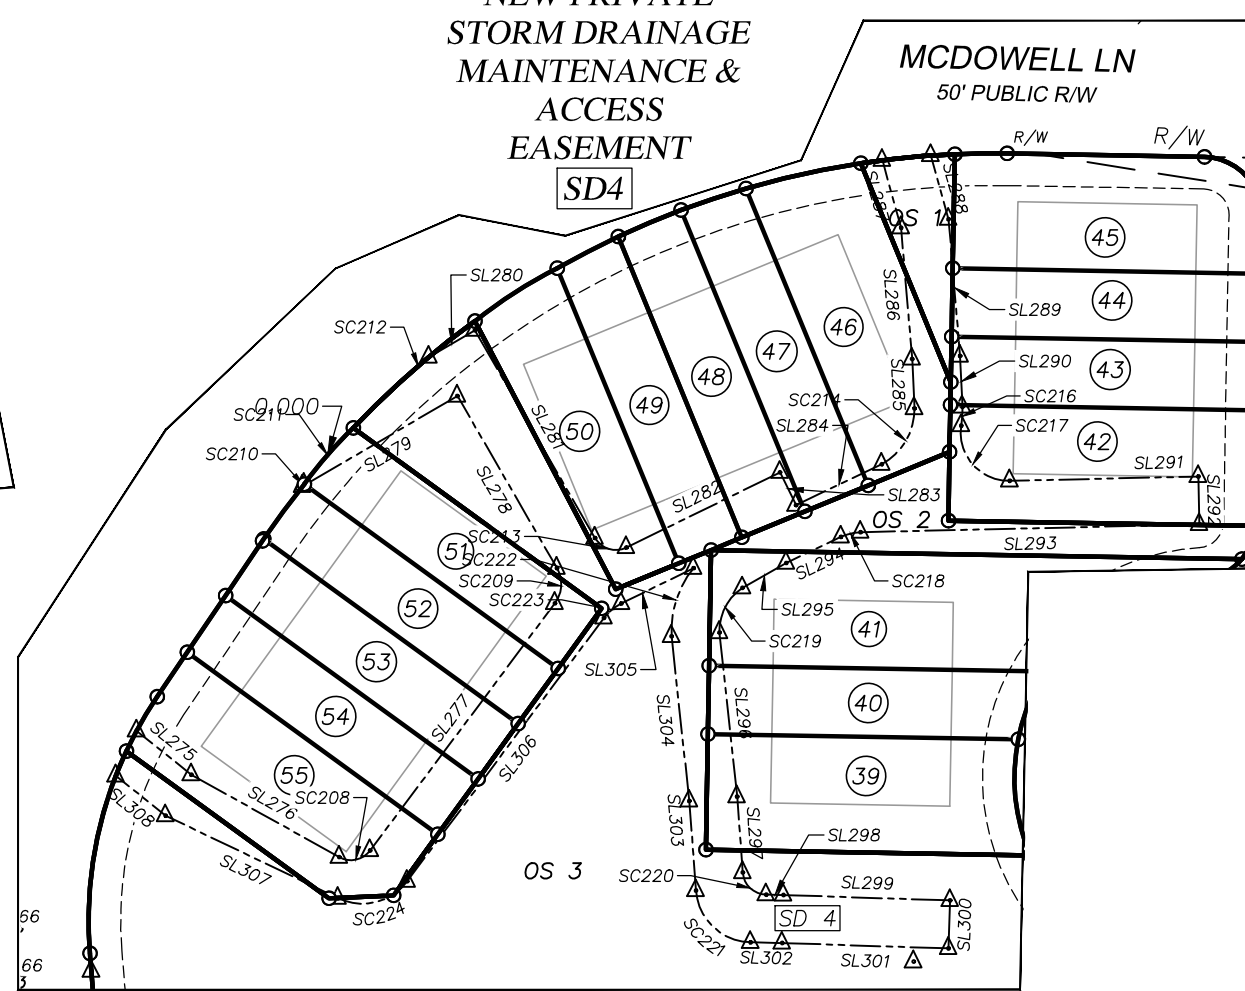 NEW PRIVATE
STORM DRAINAGE
MAINTENANCE &
ACCESS
EASEMENT
SD4
MCDOWELL LN
50' PUBLIC R/W
R/W
R/W
SL288
OS 1
45
SL280
SL286
44
SL289
SC212
46
47
SL290
43
48
SC214
SL285
SC216
0.000
SC211
49
SL284
SC217
50
42
SC210
SL279
SL291
SL278
SL282
SL283
SL292
OS 2
SC213
SL293
51
SC222
SL294
SC209
SC218
SC223
SL295
52
41
SC219
53
SL305
SL304
SL296
40
54
SL277
SL275
SL306
55
39
SL276
SC208
SL308
SL303
SL297
SL298
SL307
OS 3
SC220
SL299
SC224
SD 4
SL300
66
SC221
SL302
SL301
66